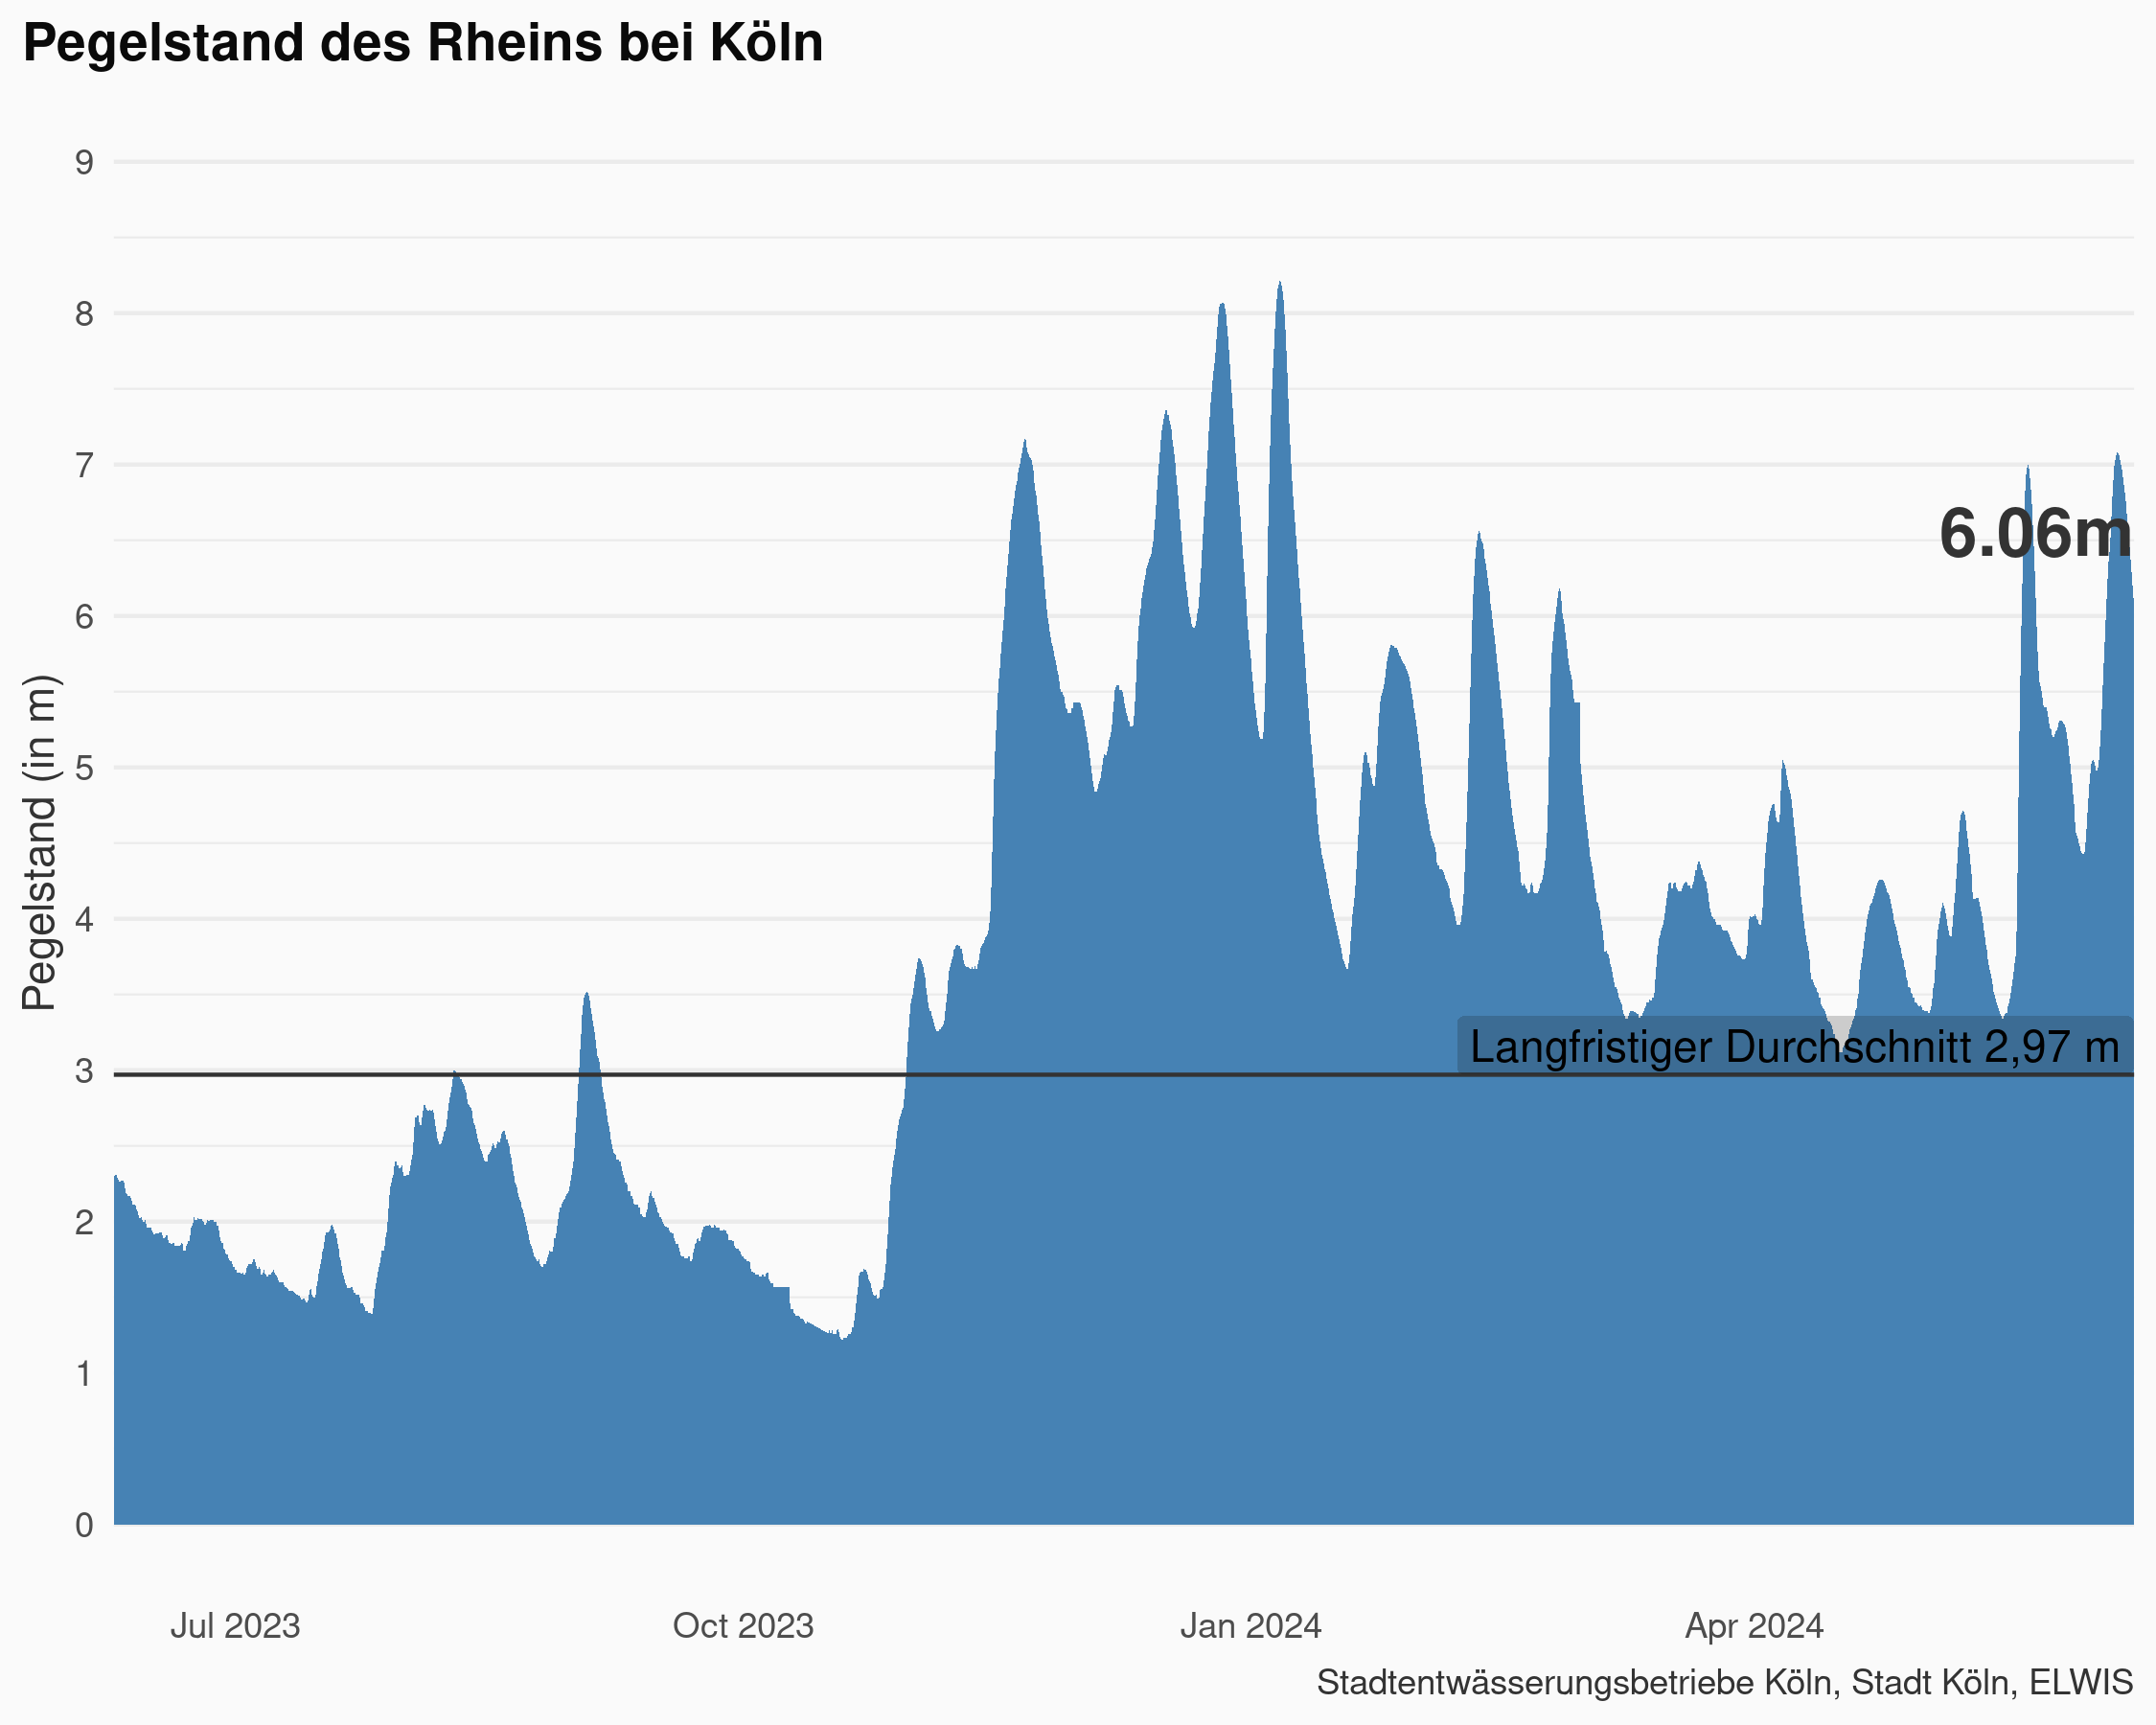 Pegelstand des Rheins bei Köln
9
8
7
6.06m
6
5
Pegelstand (in m)
4
Langfristiger Durchschnitt 2,97 m
3
2
1
0
Jul 2023
Oct 2023
Jan 2024
Apr 2024
Stadtentwässerungsbetriebe Köln, Stadt Köln, ELWIS